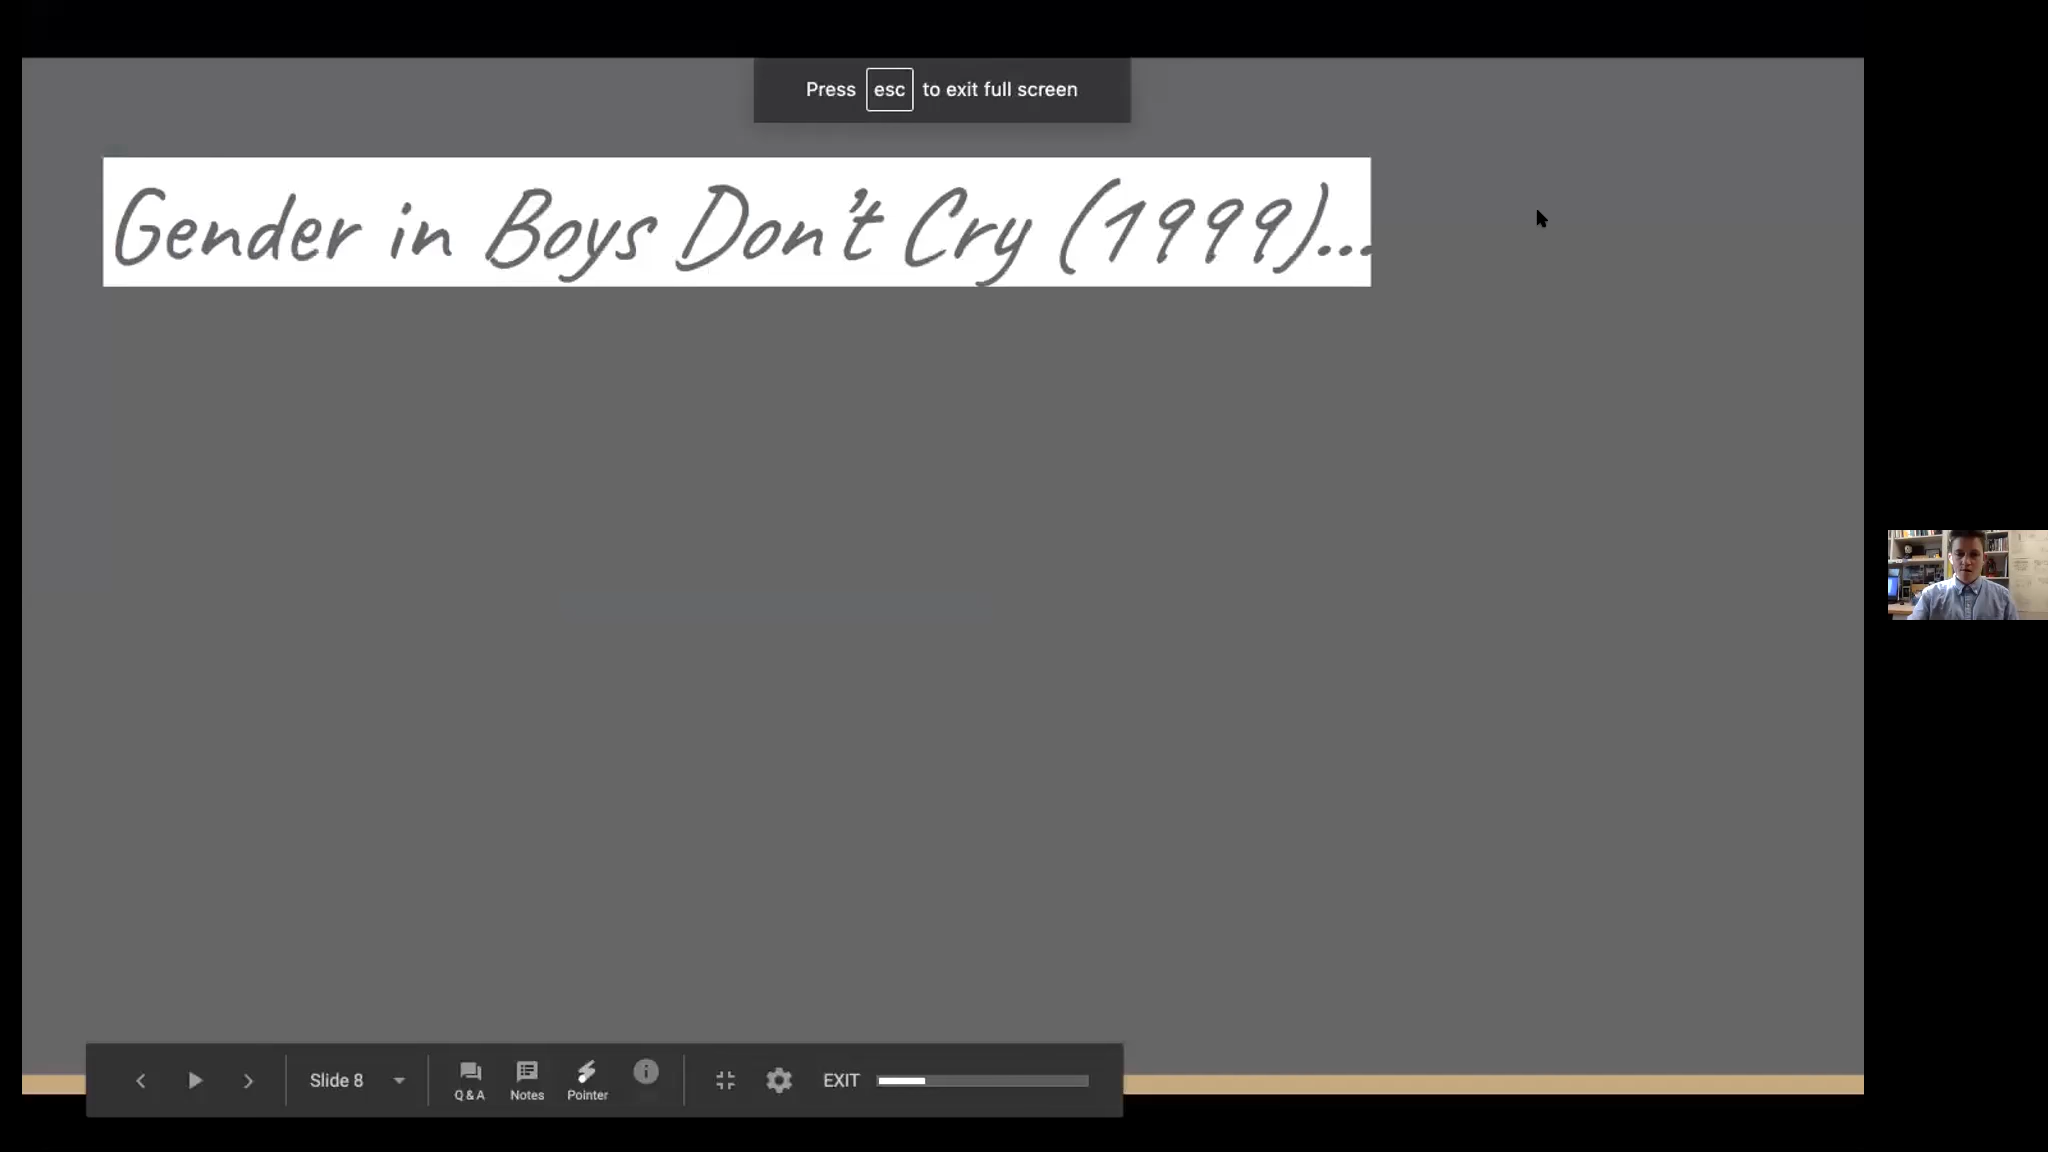 Press esc to exit full screen
Gender in Boys Don't Cry (1999)...
Slide 8
Q & A
Notes
Pointer
EXIT